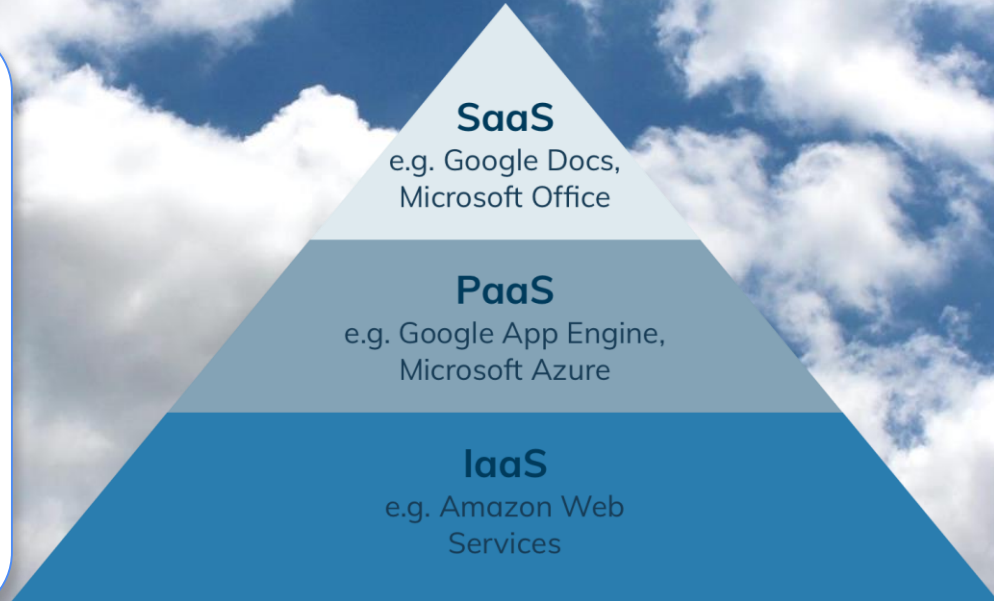 SaaS
e.g. Google Docs,
Microsoft Office
PaaS
e.g. Google App Engine,
Microsoft Azure
IaaS
e.g. Amazon Web
Services